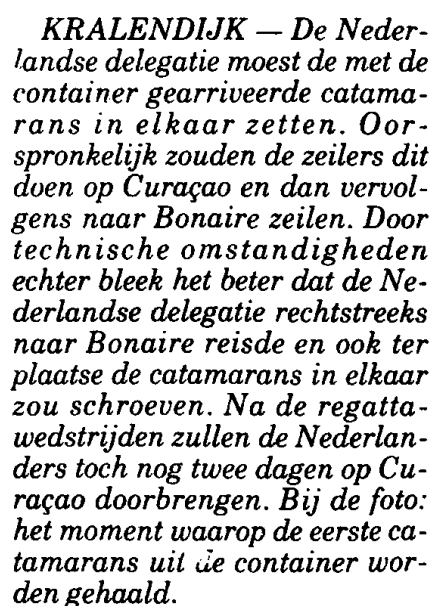 KRALENDIJK — De Neder-
landse delegatie moest de met de
container gearriveerde catama-
rans in elkaar zetten. Oor-
spronkelijk zouden de zeilers dit
doen op Curaçao en dan vervol-
gens naar Bonaire zeilen. Door
technische omstandigheden
echter bleek het beter dat de Ne-
derlandse delegatie rechtstreeks
naar Bonaire reisde en ook ter
plaatse de catamarans in elkaar
zou schroeven. Na de regatta-
wedstrijden zullen de Nederlan-
ders toch nog twee dagen op Cu-
raçao doorbrengen. Bij de foto:
het moment waarop de eerste ca-
tamarans uit de container wor-
den gehaald.